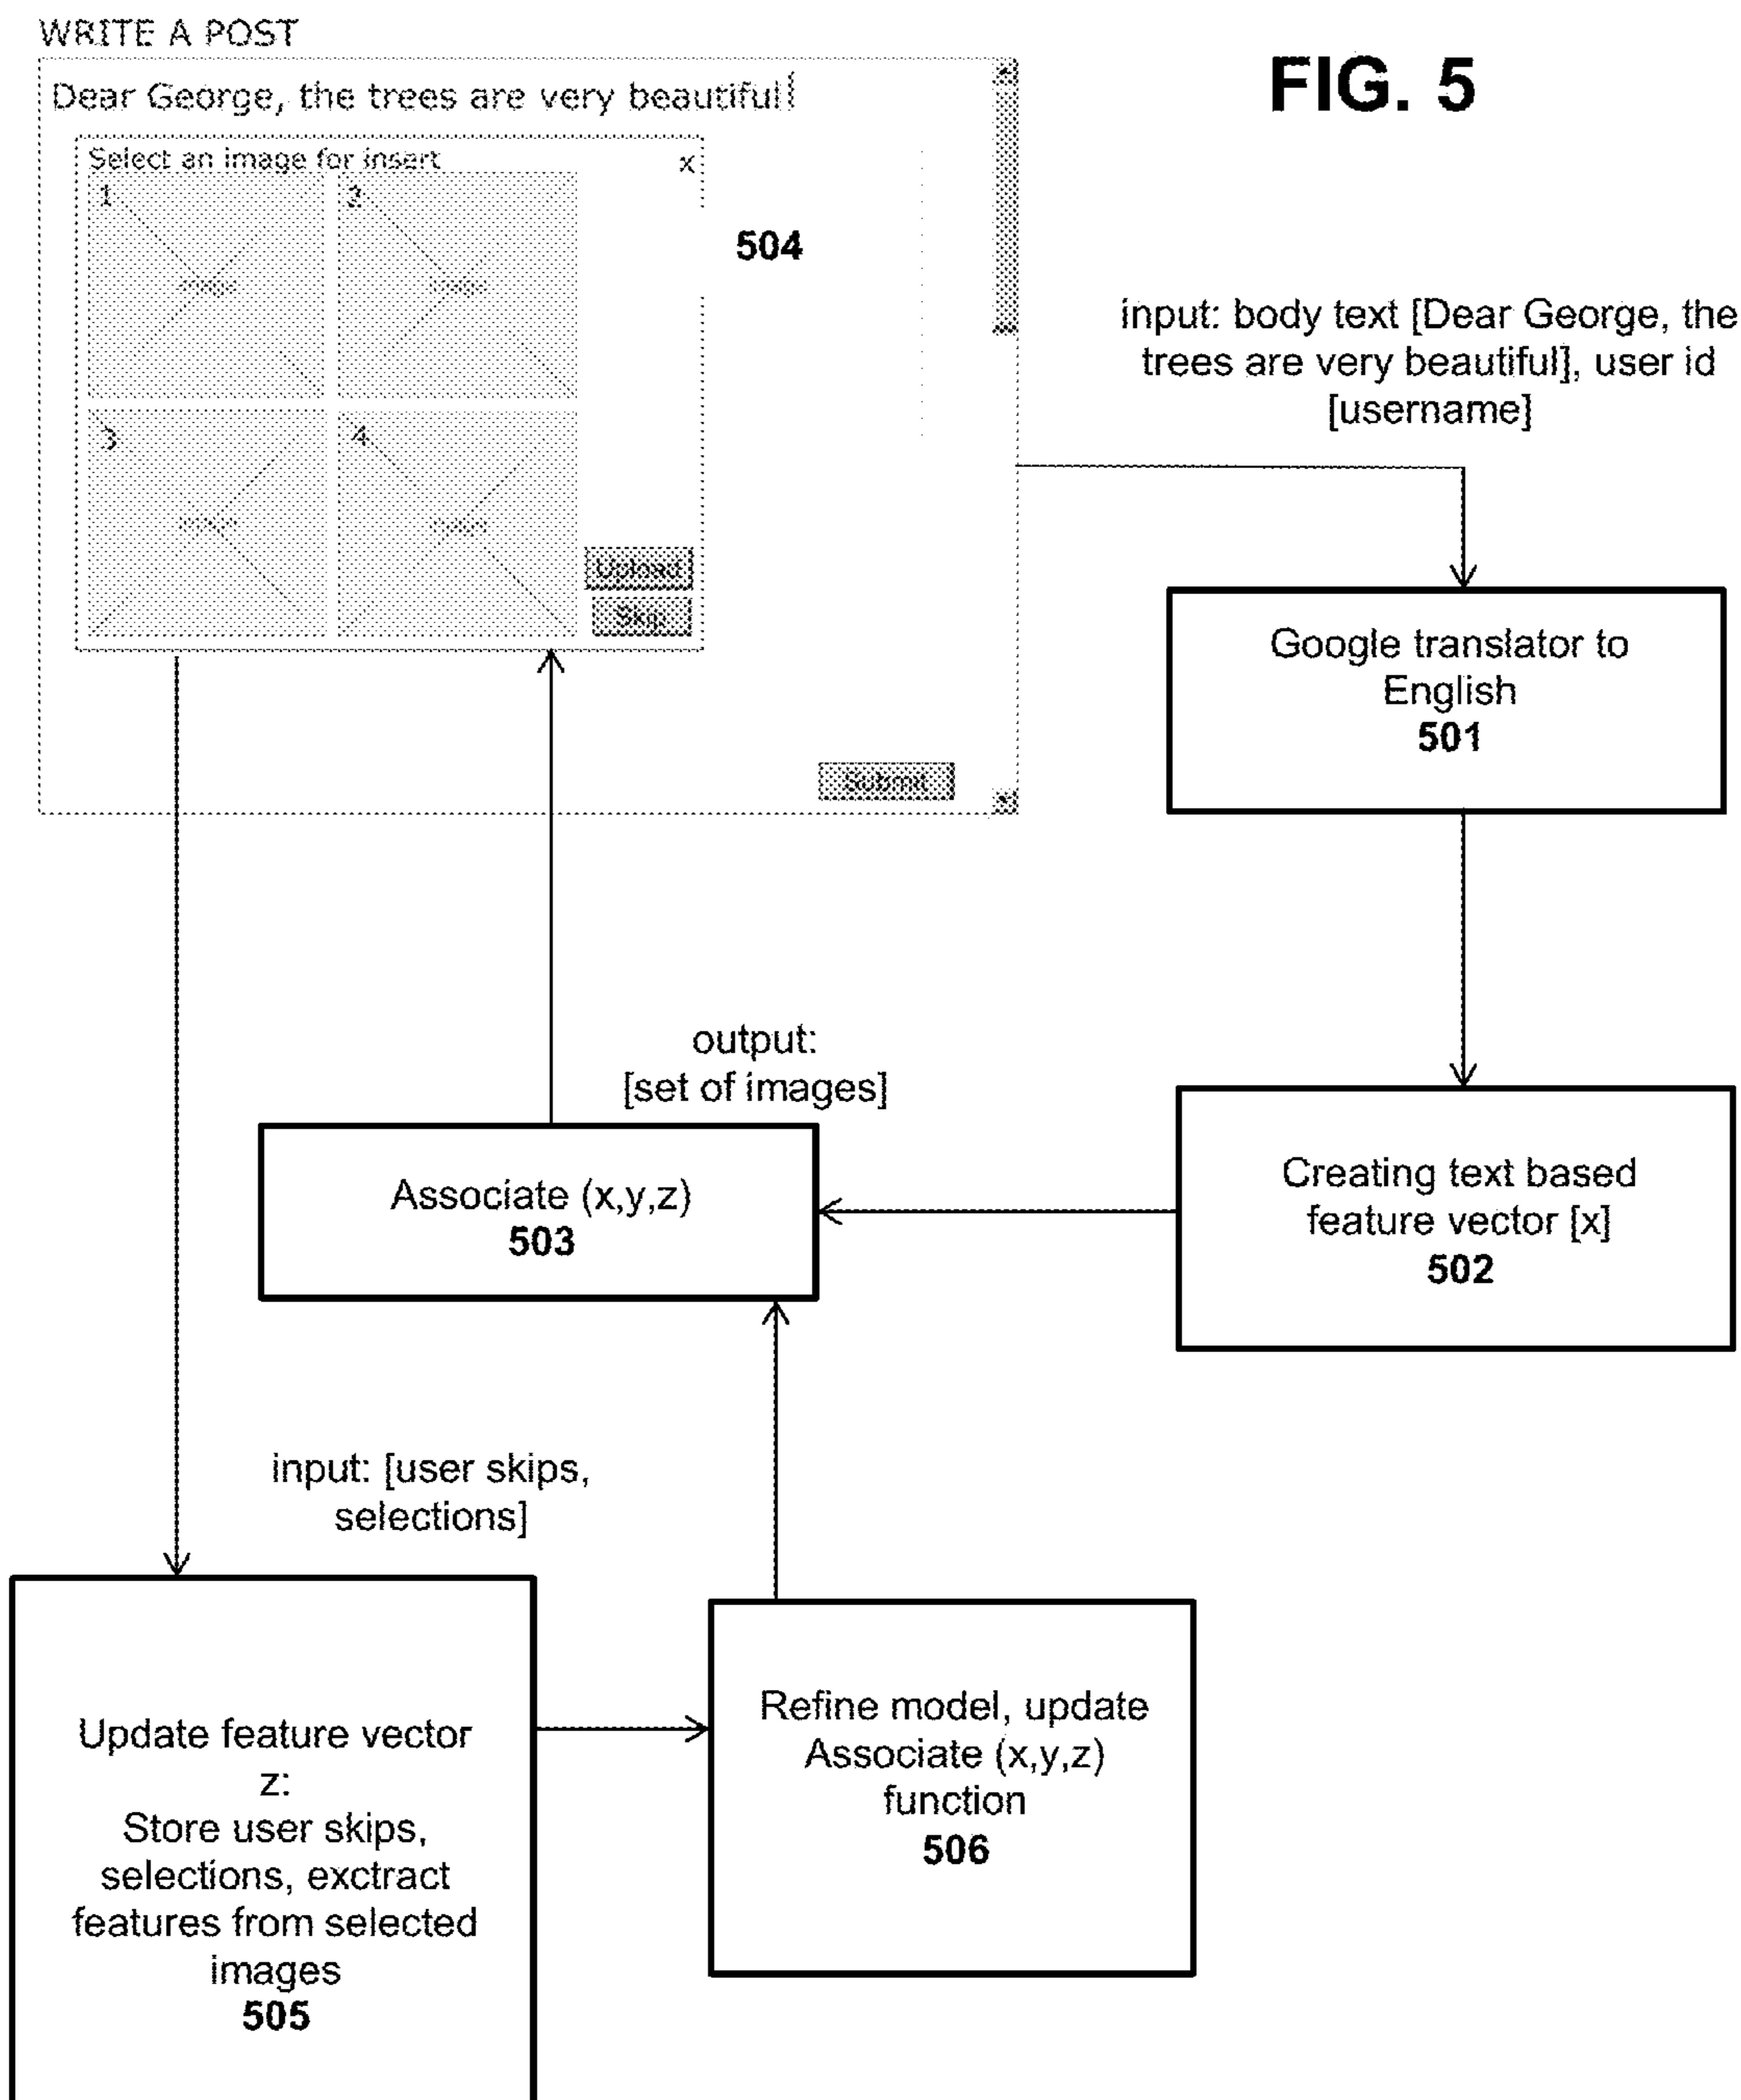 WRITE A POST
FIG. 5
Dear George, the trees are very beautiful
Select an image for insert x
1
2
504
3
4
Upload
Skip
Submit
input: body text [Dear George, the
trees are very beautiful], user id
[username]
Google translator to
English
501
output:
[set of images]
Associate (x,y,z)
503
Creating text based
feature vector [x]
502
input: [user skips,
selections]
Update feature vector
z:
Store user skips,
selections, exctract
features from selected
images
505
Refine model, update
Associate (x,y,z)
function
506